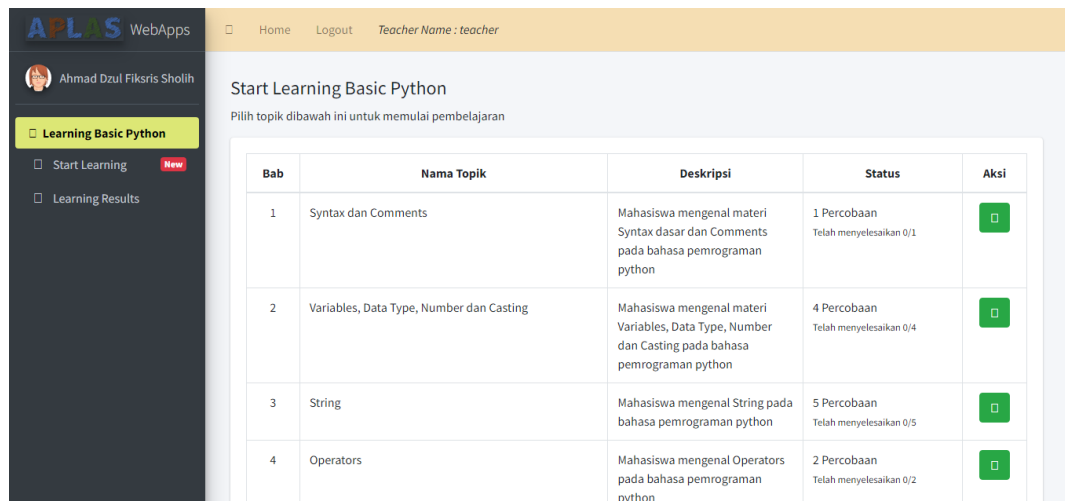 APLAS WebApps
Home Logout Teacher Name : teacher
Ahmad Dzul Fiksris Sholih
Learning Basic Python
Start Learning New
Learning Results
Start Learning Basic Python
Pilih topik dibawah ini untuk memulai pembelajaran
Bab Nama Topik Deskripsi Status Aksi
1 Syntax dan Comments Mahasiswa mengenal materi 1 Percobaan
Syntax dasar dan Comments Telah menyelesaikan 0/1
pada bahasa pemrograman
python
2 Variables, Data Type, Number dan Casting Mahasiswa mengenal materi 4 Percobaan
Variables, Data Type, Number Telah menyelesaikan 0/4
dan Casting pada bahasa
pemrograman python
3 String Mahasiswa mengenal String pada 5 Percobaan
bahasa pemrograman python Telah menyelesaikan 0/5
4 Operators Mahasiswa mengenal Operators 2 Percobaan
pada bahasa pemrograman Telah menyelesaikan 0/2
python